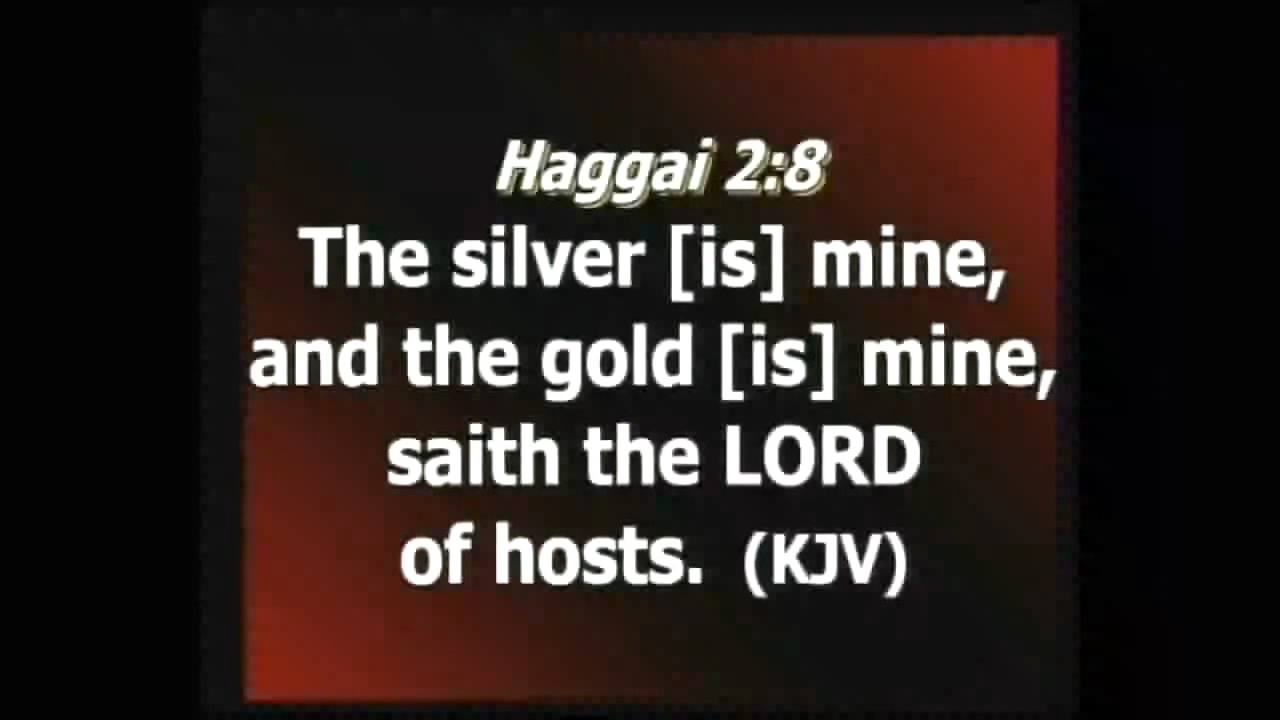 Haggai 2:8
The silver [is] mine,
and the gold [is] mine,
saith the LORD
of hosts. (KJV)